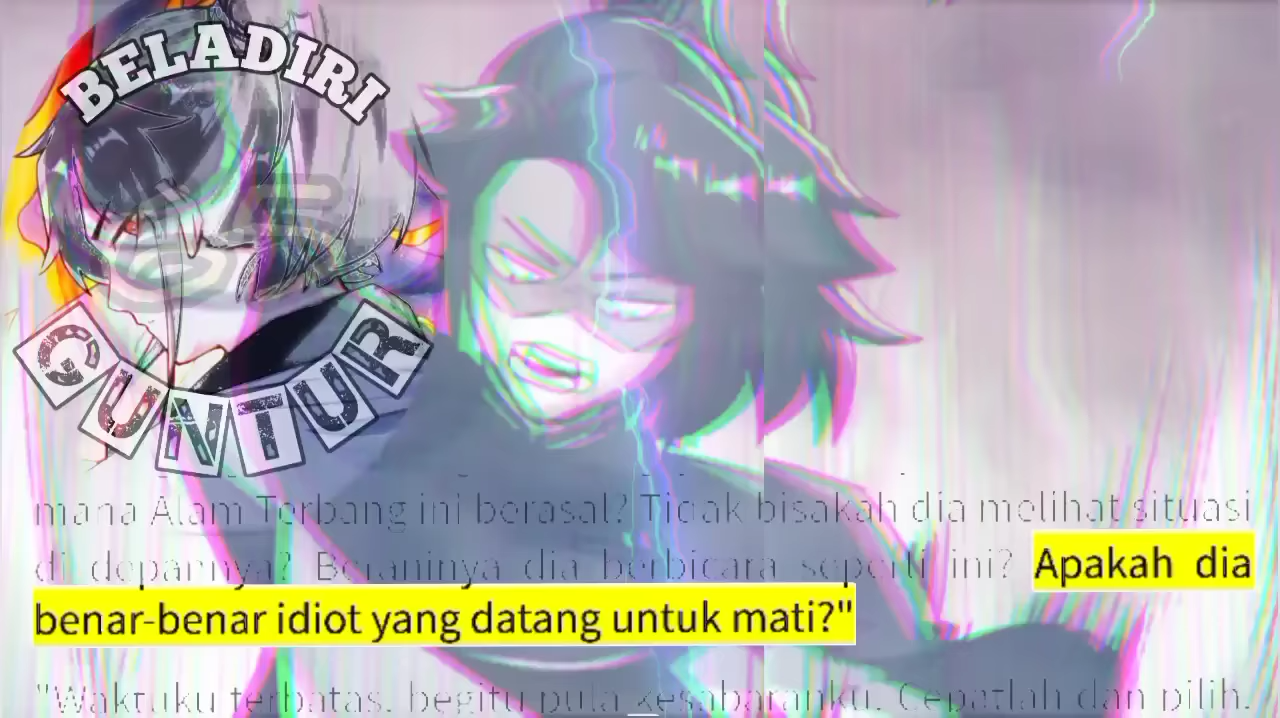 BELADIRI
GUNTUR
mana Alam Terbang ini berasal? Tidak bisakah dia melihat situasi
di depannya? Beraninya dia berbicara seperti ini? Apakah dia
benar-benar idiot yang datang untuk mati?"
"Waktuku terbatas, begitu pula kesabaranku. Cepatlah dan pilih.